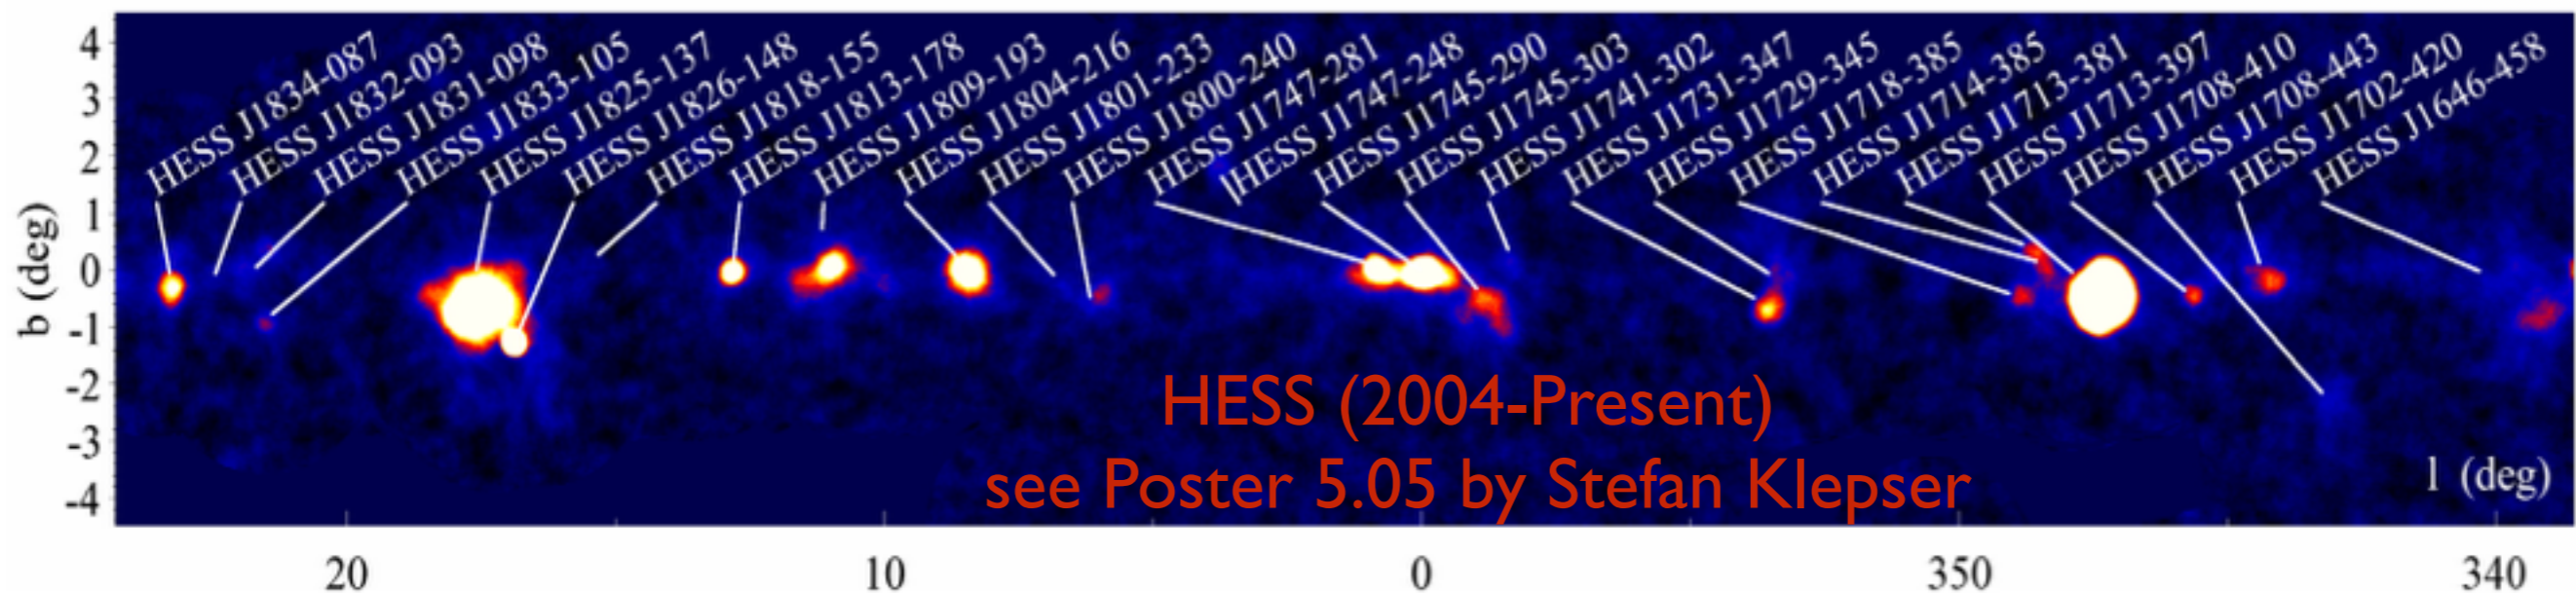 4
3
2
1
0
-1
-2
-3
-4
b (deg)
HESS J1834-087
HESS J1832-093
HESS J1831-098
HESS J1833-105
HESS J1825-137
HESS J1826-148
HESS J1818-155
HESS J1813-178
HESS J1809-193
HESS J1804-216
HESS J1801-233
HESS J1800-240
HESS J1747-281
HESS J1747-248
HESS J1745-290
HESS J1745-303
HESS J1741-302
HESS J1731-347
HESS J1729-345
HESS J1718-385
HESS J1714-385
HESS J1713-381
HESS J1713-397
HESS J1708-410
HESS J1708-443
HESS J1702-420
HESS J1646-458
HESS (2004-Present)
see Poster 5.05 by Stefan Klepser
l (deg)
20 10 0 350 340